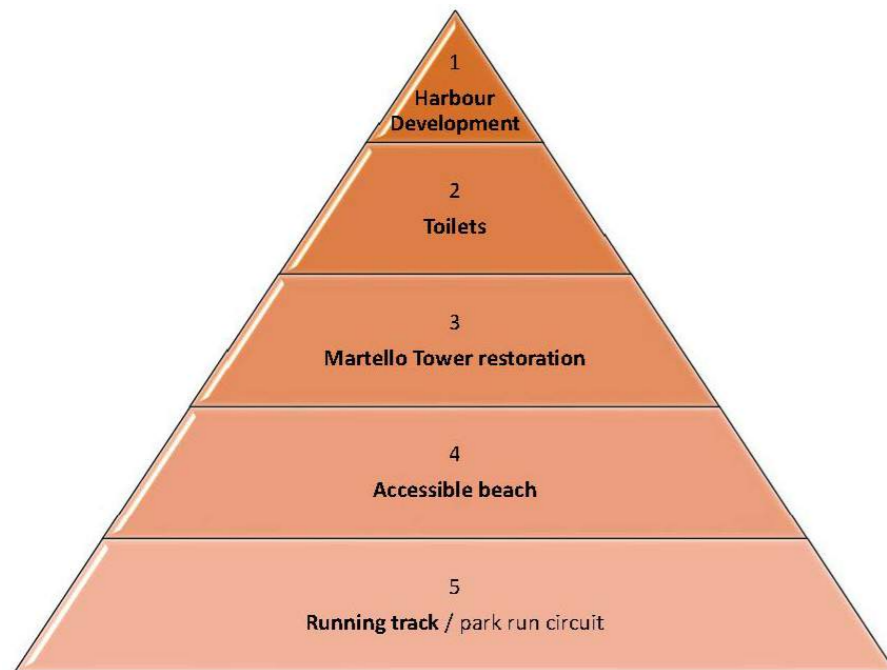 1
Harbour
Development
2
Toilets
3
Martello Tower restoration
4
Accessible beach
5
Running track / park run circuit